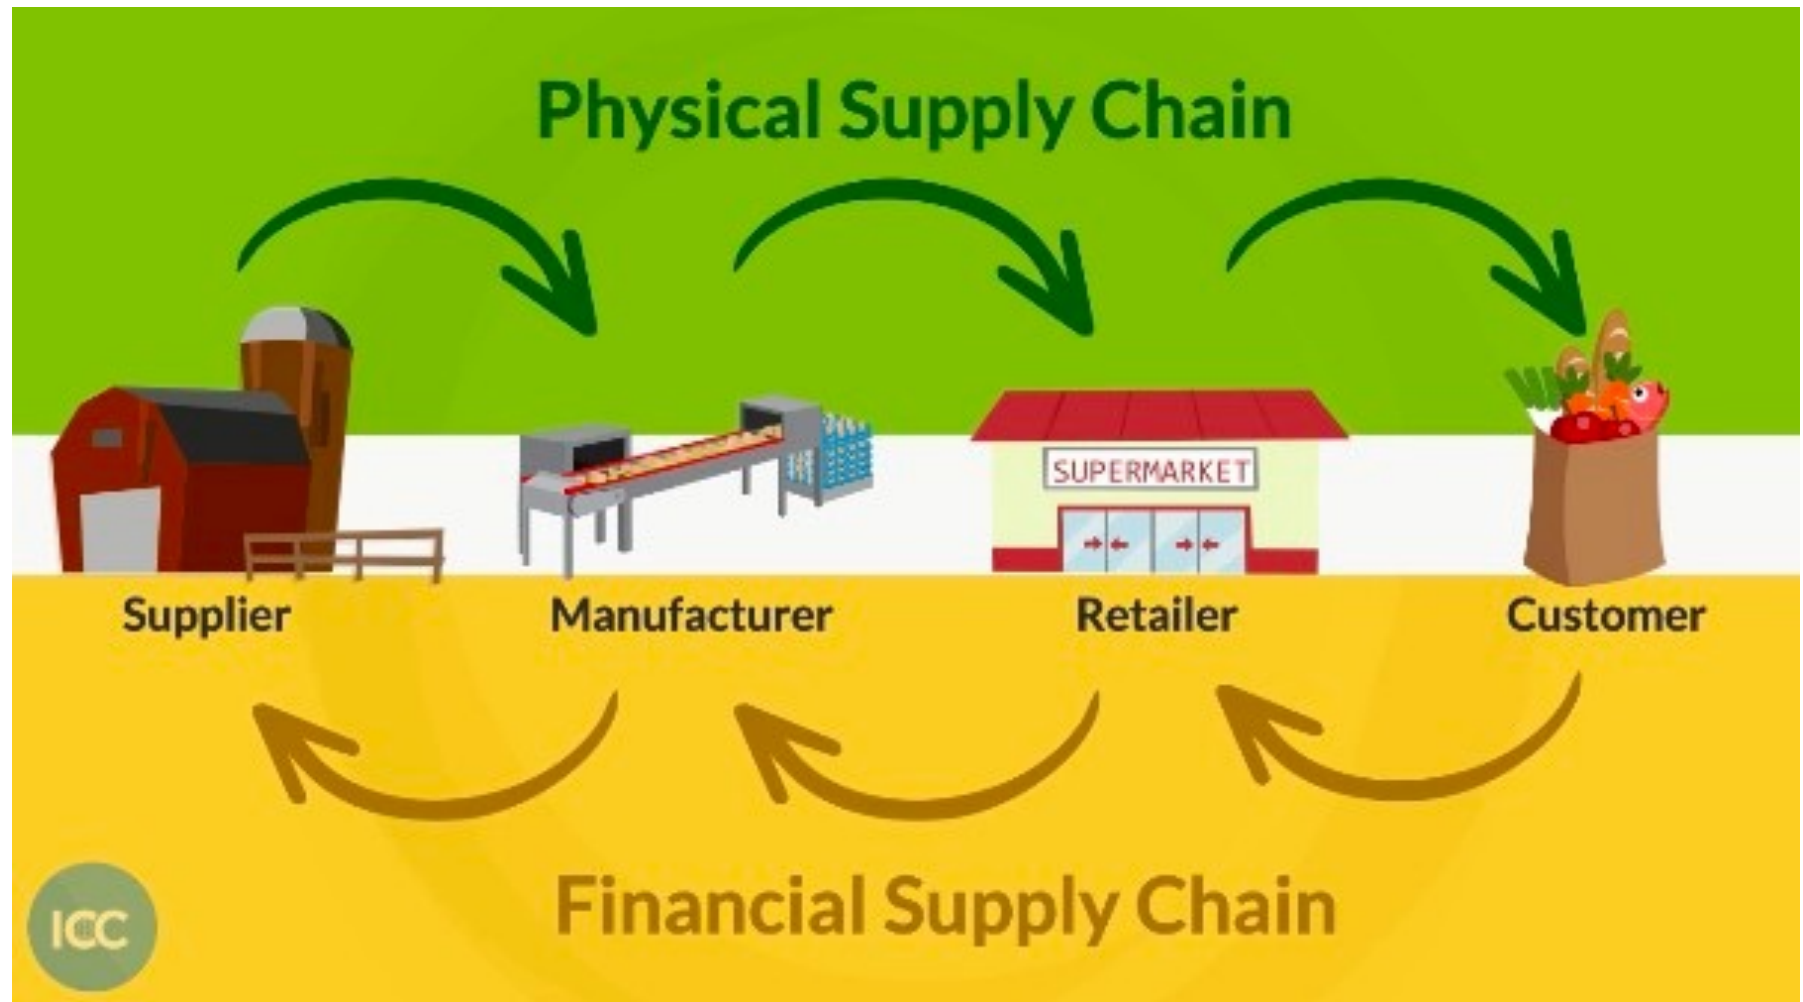 Physical Supply Chain
SUPERMARKET
Supplier
Manufacturer
Retailer
Customer
Financial Supply Chain
ICC